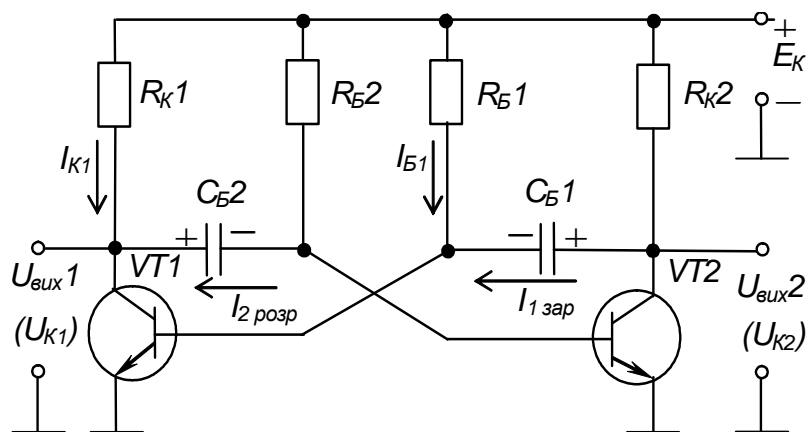 +
E_К
R_К1
R_Б2
R_Б1
R_К2
–
I_К1
I_Б1
C_Б2
C_Б1
+ –
– +
U_вих1
VT1
VT2
U_вих2
I_2 розр
I_1 зар
(U_К1)
(U_К2)